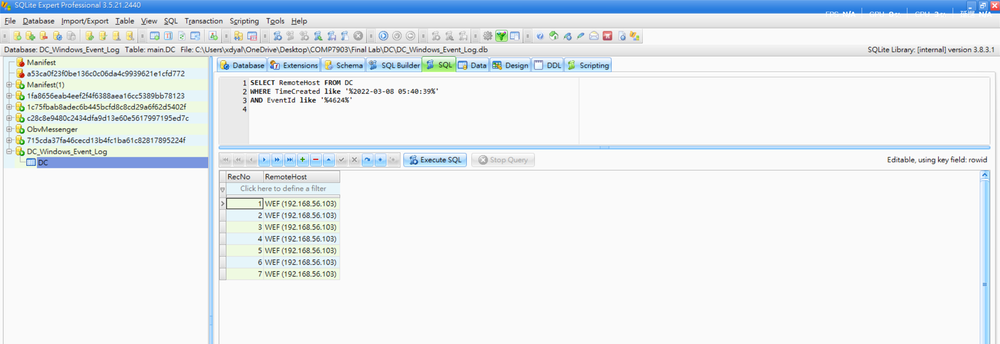 SQLite Expert Professional 3.5.21.2440
FPS N/A GPU 0% CPU 3% 延遲 N/A
File Database Import/Export Table View SQL Transaction Scripting Tools Help
Database: DC_Windows_Event_Log Table: main.DC File: C:\Users\xdyal\OneDrive\Desktop\COMP7903\Final Lab\DC\DC_Windows_Event_Log.db SQLite Library: [internal] version 3.8.3.1
Manifest
a53ca0f23f0be136c0c06da4c9939621e1cfd772
Manifest(1)
1fa8656eab4eef2f4f6388aea16cc5389bb78123
1c75fbab8adec6b445bcfd8c8cd29a6f62d5402f
c28c8e9480c2434dfa9d13e60e5617997195ed7c
ObvMessenger
715cda37fa46cecd13b4fc1ba61c82817895224f
DC_Windows_Event_Log
DC
Database Extensions Schema SQL Builder SQL Data Design DDL Scripting
1 SELECT RemoteHost FROM DC
2 WHERE TimeCreated like '%2022-03-08 05:40:39%'
3 AND EventId like '%4624%'
4
Execute SQL Stop Query Editable, using key field: rowid
RecNo RemoteHost
Click here to define a filter
1 WEF (192.168.56.103)
2 WEF (192.168.56.103)
3 WEF (192.168.56.103)
4 WEF (192.168.56.103)
5 WEF (192.168.56.103)
6 WEF (192.168.56.103)
7 WEF (192.168.56.103)